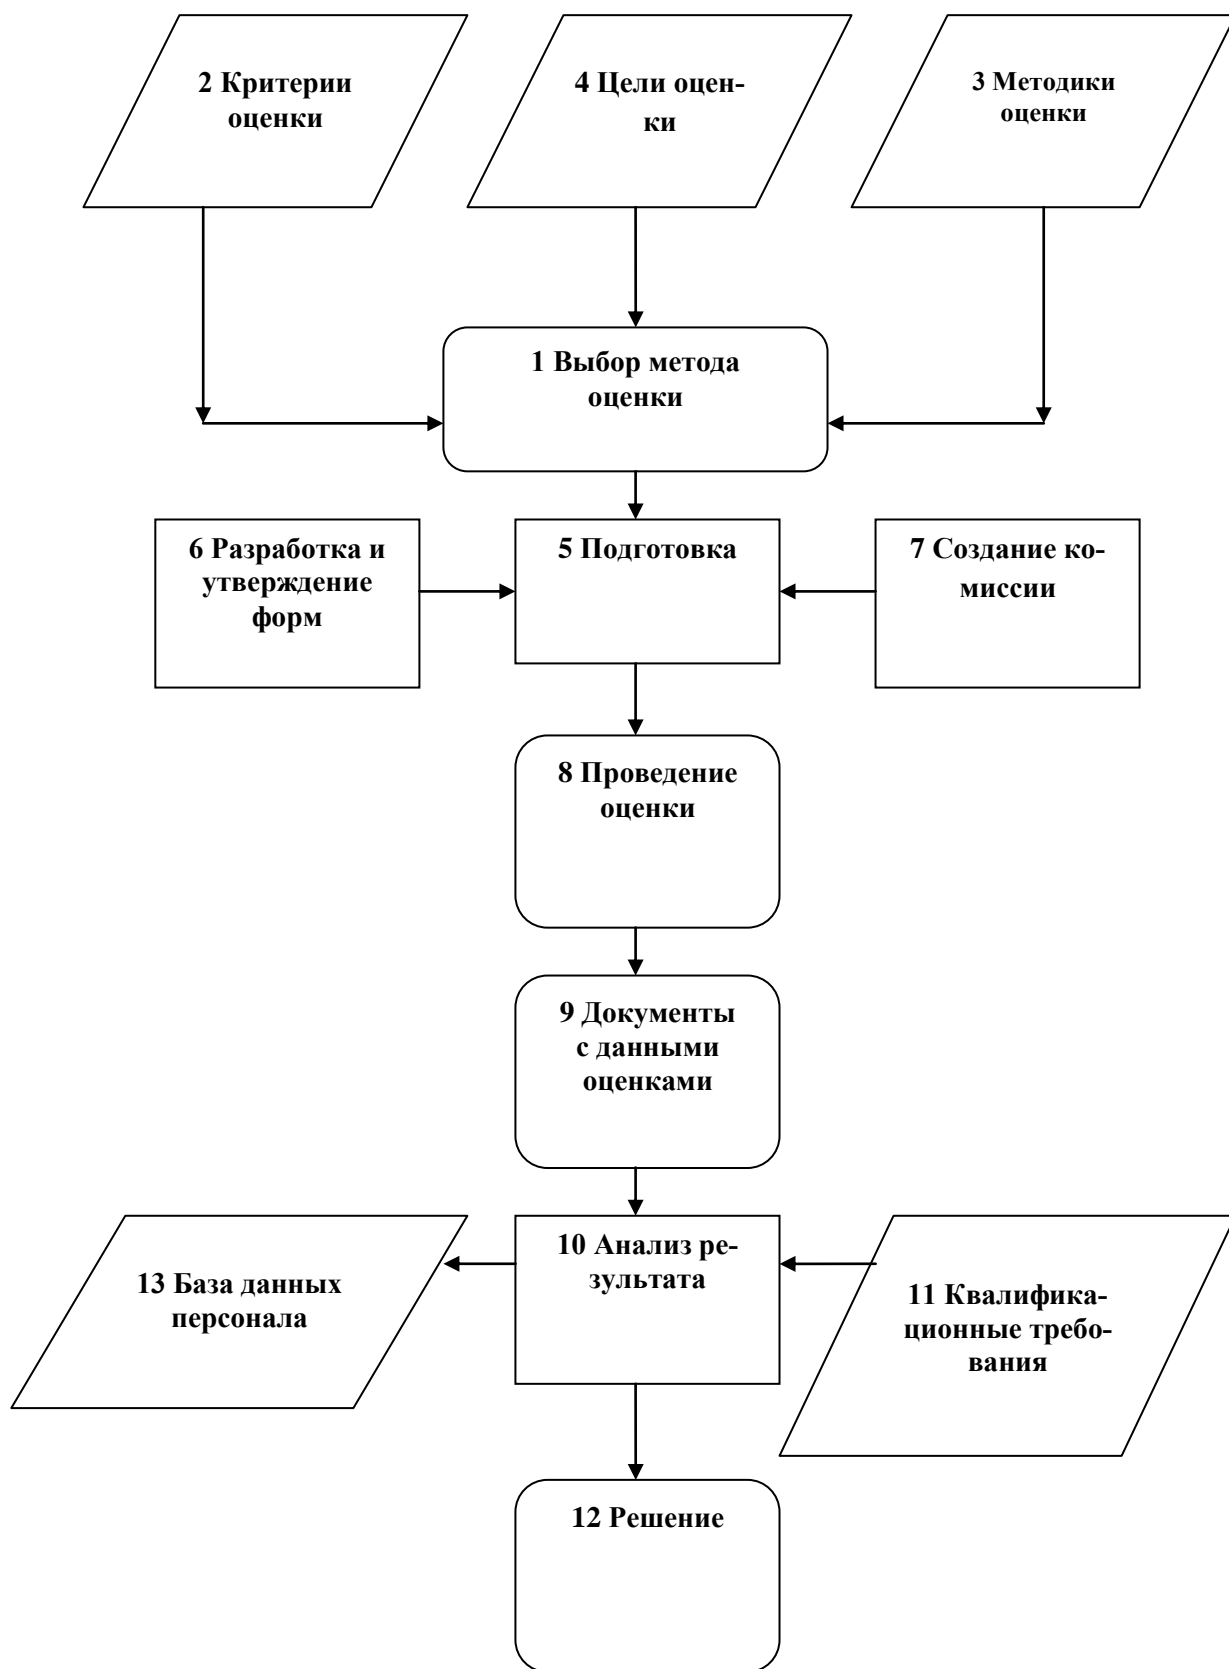 2 Критерии
оценки
4 Цели оцен-
ки
3 Методики
оценки
1 Выбор метода
оценки
6 Разработка и
утверждение
форм
5 Подготовка
7 Создание ко-
миссии
8 Проведение
оценки
9 Документы
с данными
оценками
10 Анализ ре-
зультата
13 База данных
персонала
11 Квалифика-
ционные требо-
вания
12 Решение